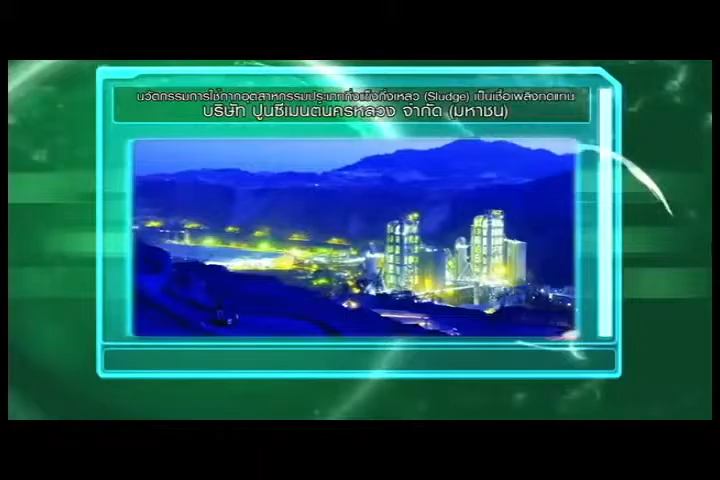 นวัตกรรมการใช้กากอุตสาหกรรมประเภทกึ่งแข็งกึ่งเหลว (Sludge) เป็นเชื้อเพลิงทดแทน
บริษัท ปูนซีเมนต์นครหลวง จำกัด (มหาชน)